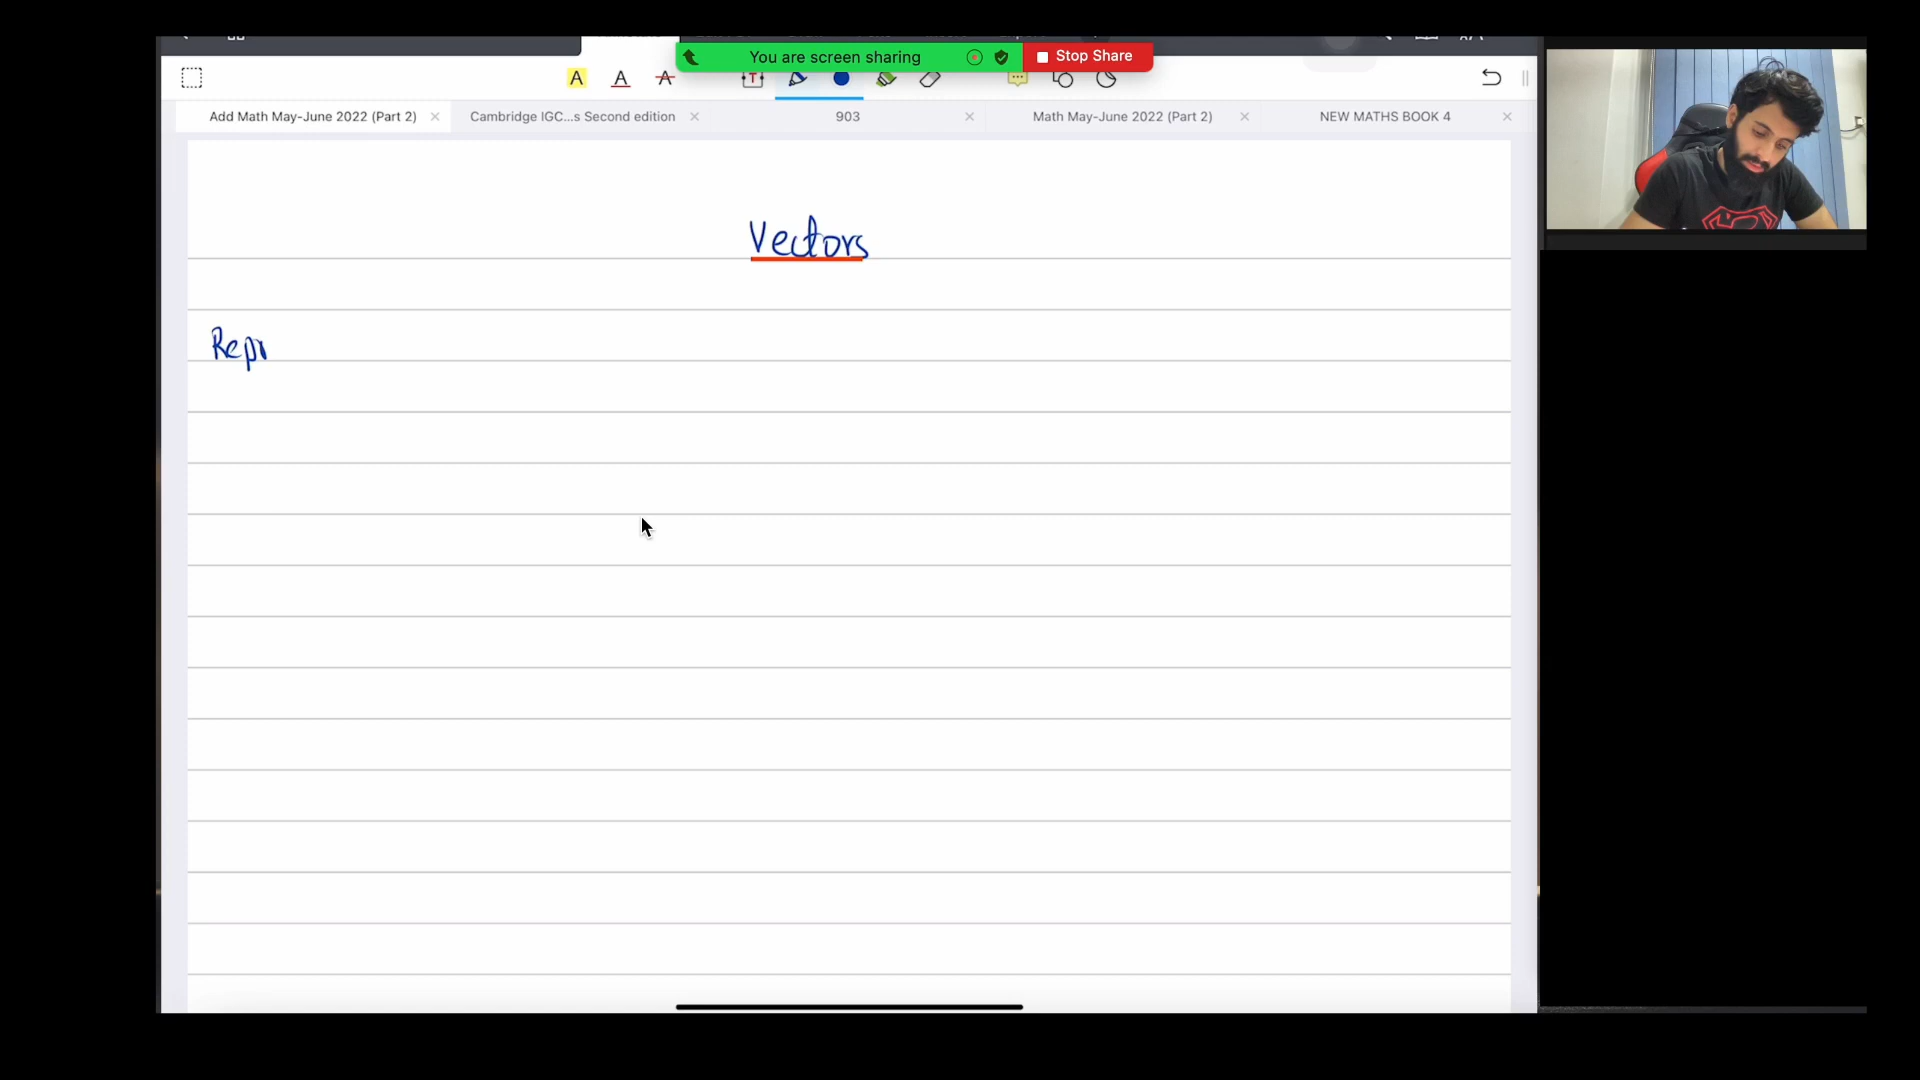 You are screen sharing Stop Share
A A A T
Add Math May-June 2022 (Part 2) Cambridge IGC...s Second edition 903 Math May-June 2022 (Part 2) NEW MATHS BOOK 4
Vectors
Repr